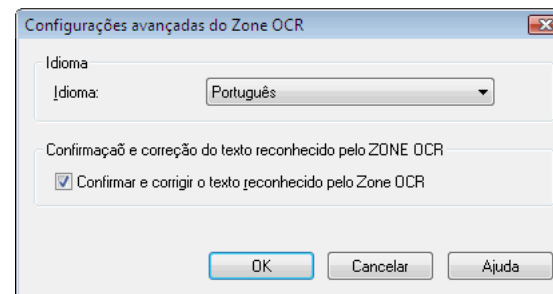 Configurações avançadas do Zone OCR
Idioma
Idioma: Português
Confirmaçaõ e correção do texto reconhecido pelo ZONE OCR
Confirmar e corrigir o texto reconhecido pelo Zone OCR
OK Cancelar Ajuda